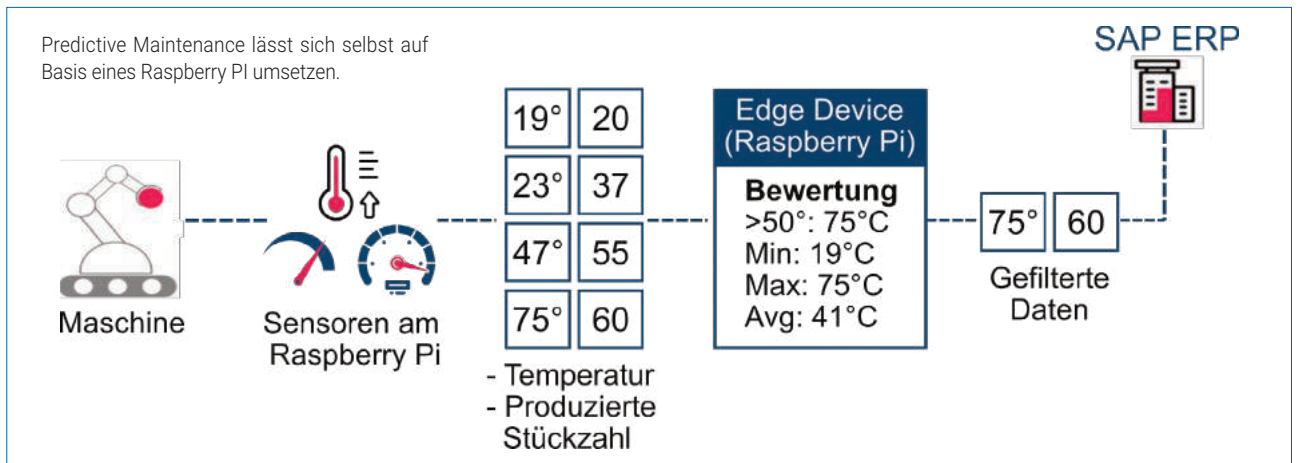 Predictive Maintenance lässt sich selbst auf
Basis eines Raspberry PI umsetzen.
SAP ERP
Maschine
Sensoren am
Raspberry Pi
19° 20
23° 37
47° 55
75° 60
- Temperatur
- Produzierte
Stückzahl
Edge Device
(Raspberry Pi)
Bewertung
>50°: 75°C
Min: 19°C
Max: 75°C
Avg: 41°C
75° 60
Gefilterte
Daten